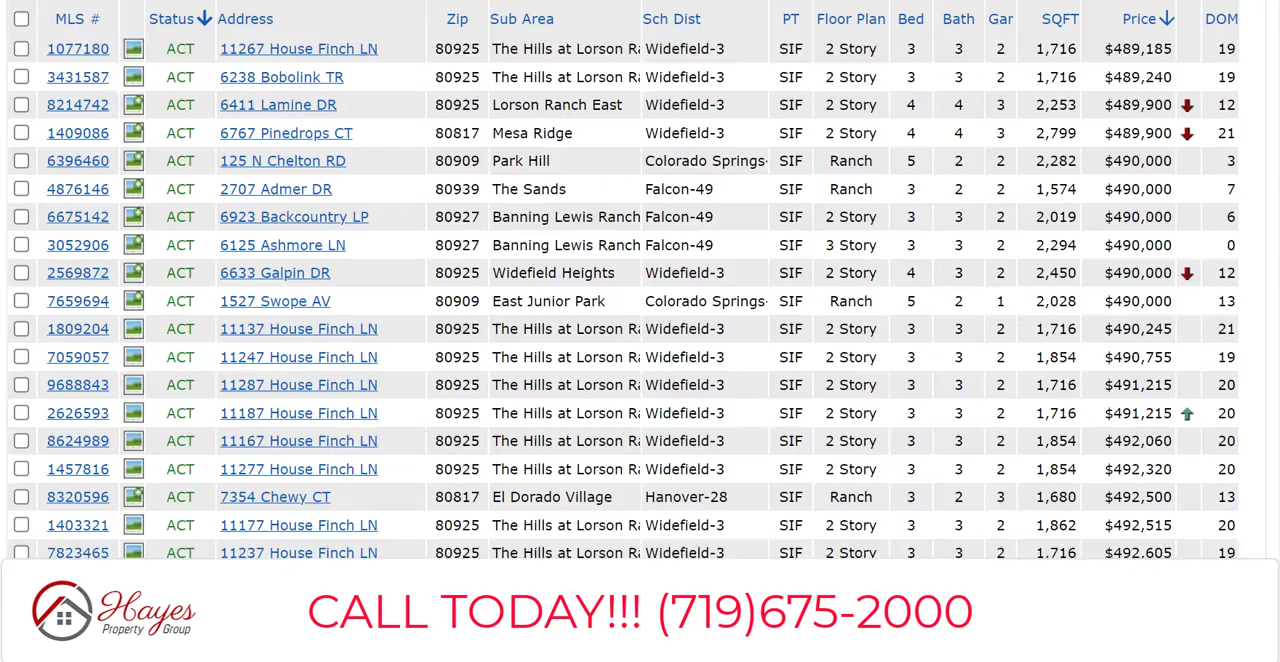 MLS # Status Address Zip Sub Area Sch Dist PT Floor Plan Bed Bath Gar SQFT Price DOM
1077180 ACT 11267 House Finch LN 80925 The Hills at Lorson Ra Widefield-3 SIF 2 Story 3 3 2 1,716 $489,185 19
3431587 ACT 6238 Bobolink TR 80925 The Hills at Lorson Ra Widefield-3 SIF 2 Story 3 3 2 1,716 $489,240 19
8214742 ACT 6411 Lamine DR 80925 Lorson Ranch East Widefield-3 SIF 2 Story 4 4 3 2,253 $489,900 12
1409086 ACT 6767 Pinedrops CT 80817 Mesa Ridge Widefield-3 SIF 2 Story 4 4 3 2,799 $489,900 21
6396460 ACT 125 N Chelton RD 80909 Park Hill Colorado Springs- SIF Ranch 5 2 2 2,282 $490,000 3
4876146 ACT 2707 Admer DR 80939 The Sands Falcon-49 SIF Ranch 3 2 2 1,574 $490,000 7
6675142 ACT 6923 Backcountry LP 80927 Banning Lewis Ranch Falcon-49 SIF 2 Story 3 3 2 2,019 $490,000 6
3052906 ACT 6125 Ashmore LN 80927 Banning Lewis Ranch Falcon-49 SIF 3 Story 3 3 2 2,294 $490,000 0
2569872 ACT 6633 Galpin DR 80925 Widefield Heights Widefield-3 SIF 2 Story 4 3 2 2,450 $490,000 12
7659694 ACT 1527 Swope AV 80909 East Junior Park Colorado Springs- SIF Ranch 5 2 1 2,028 $490,000 13
1809204 ACT 11137 House Finch LN 80925 The Hills at Lorson Ra Widefield-3 SIF 2 Story 3 3 2 1,716 $490,245 21
7059057 ACT 11247 House Finch LN 80925 The Hills at Lorson Ra Widefield-3 SIF 2 Story 3 3 2 1,854 $490,755 19
9688843 ACT 11287 House Finch LN 80925 The Hills at Lorson Ra Widefield-3 SIF 2 Story 3 3 2 1,716 $491,215 20
2626593 ACT 11187 House Finch LN 80925 The Hills at Lorson Ra Widefield-3 SIF 2 Story 3 3 2 1,716 $491,215 20
8624989 ACT 11167 House Finch LN 80925 The Hills at Lorson Ra Widefield-3 SIF 2 Story 3 3 2 1,854 $492,060 20
1457816 ACT 11277 House Finch LN 80925 The Hills at Lorson Ra Widefield-3 SIF 2 Story 3 3 2 1,854 $492,320 20
8320596 ACT 7354 Chewy CT 80817 El Dorado Village Hanover-28 SIF Ranch 3 2 3 1,680 $492,500 13
1403321 ACT 11177 House Finch LN 80925 The Hills at Lorson Ra Widefield-3 SIF 2 Story 3 3 2 1,862 $492,515 20
7823465 ACT 11237 House Finch LN 80925 The Hills at Lorson Ra Widefield-3 SIF 2 Story 3 3 2 1,716 $492,605 19
Hayes
Property Group
CALL TODAY!!! (719)675-2000